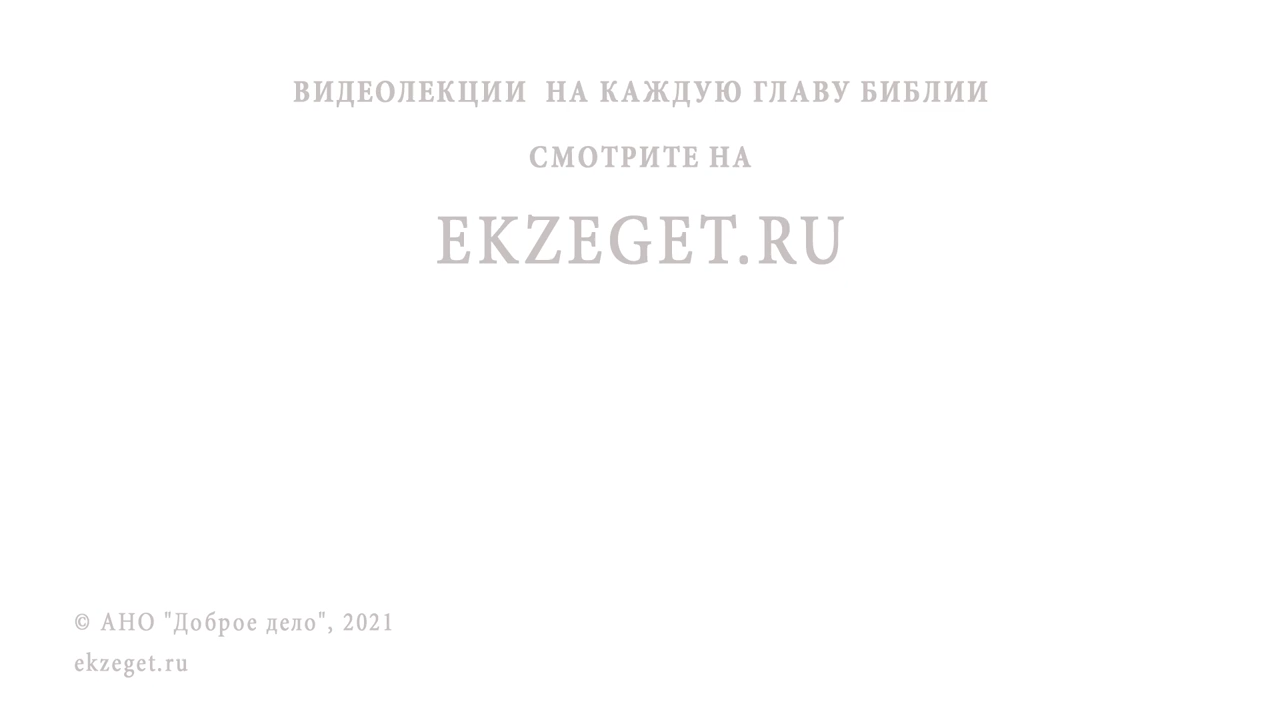 ВИДЕОЛЕКЦИИ НА КАЖДУЮ ГЛАВУ БИБЛИИ
СМОТРИТЕ НА
EKZEGET.RU
© АНО "Доброе дело", 2021
ekzeget.ru